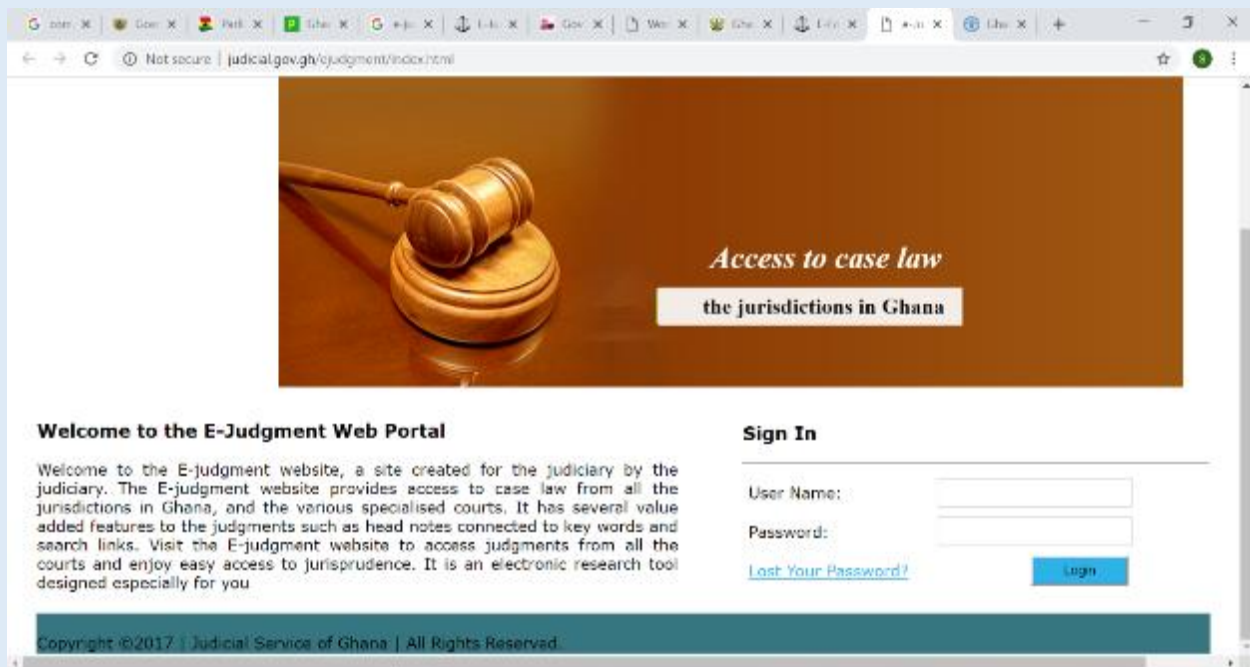 Not secure | judicial.gov.gh/ejudgment/index.html
Access to case law
the jurisdictions in Ghana
Welcome to the E-Judgment Web Portal
Welcome to the E-judgment website, a site created for the judiciary by the
judiciary. The E-judgment website provides access to case law from all the
jurisdictions in Ghana, and the various specialised courts. It has several value
added features to the judgments such as head notes connected to key words and
search links. Visit the E-judgment website to access judgments from all the
courts and enjoy easy access to jurisprudence. It is an electronic research tool
designed especially for you
Sign In
User Name:
Password:
Lost Your Password?
Login
Copyright ©2017 | Judicial Service of Ghana | All Rights Reserved.